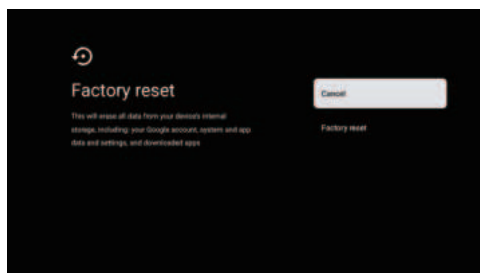 Factory reset
This will erase all data from your device's internal
storage, including: your Google account, system and app
data and settings, and downloaded apps
Cancel
Factory reset